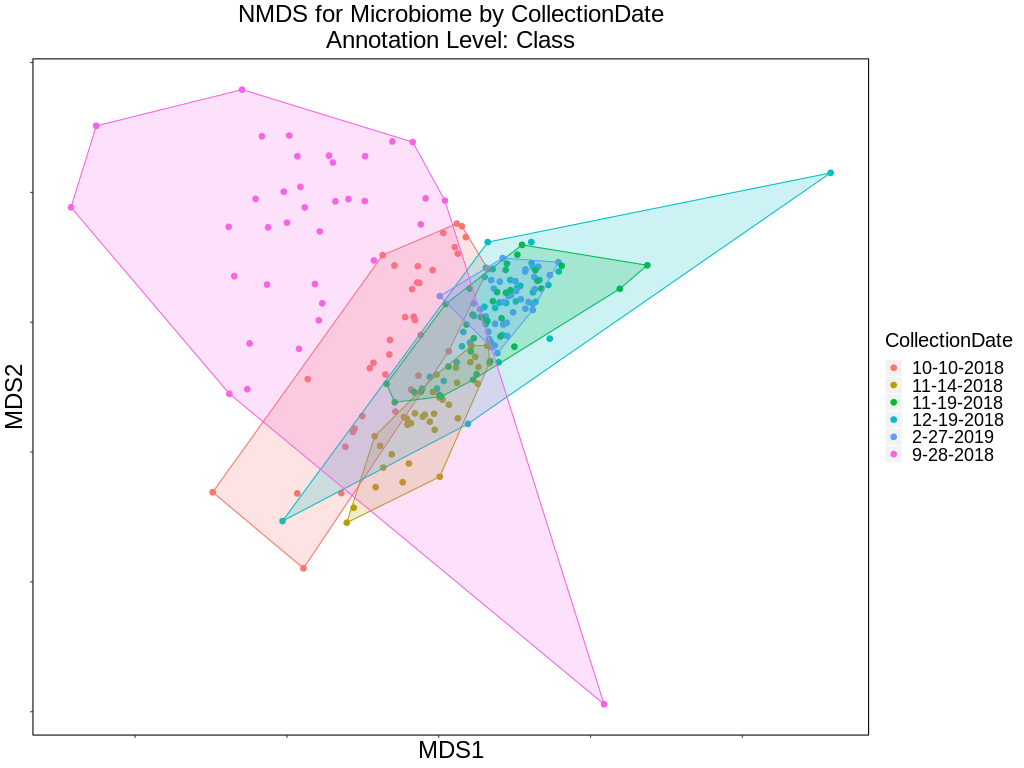 NMDS for Microbiome by CollectionDate
Annotation Level: Class
MDS2
MDS1
CollectionDate
10-10-2018
11-14-2018
11-19-2018
12-19-2018
2-27-2019
9-28-2018